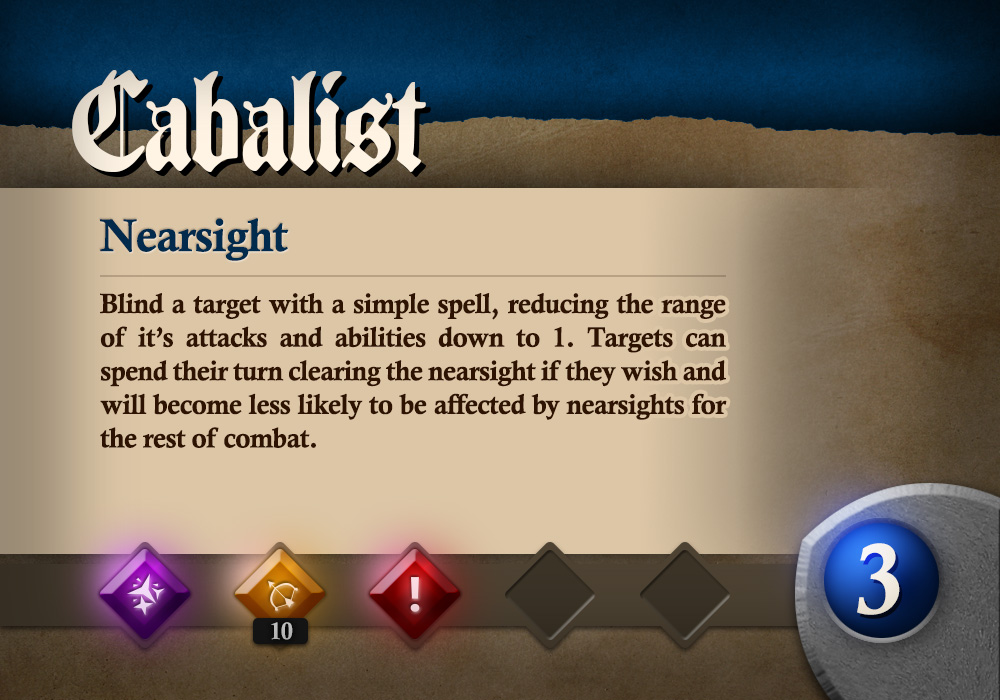 Cabalist
Nearsight
Blind a target with a simple spell, reducing the range
of it’s attacks and abilities down to 1. Targets can
spend their turn clearing the nearsight if they wish and
will become less likely to be affected by nearsights for
the rest of combat.
!
10
3